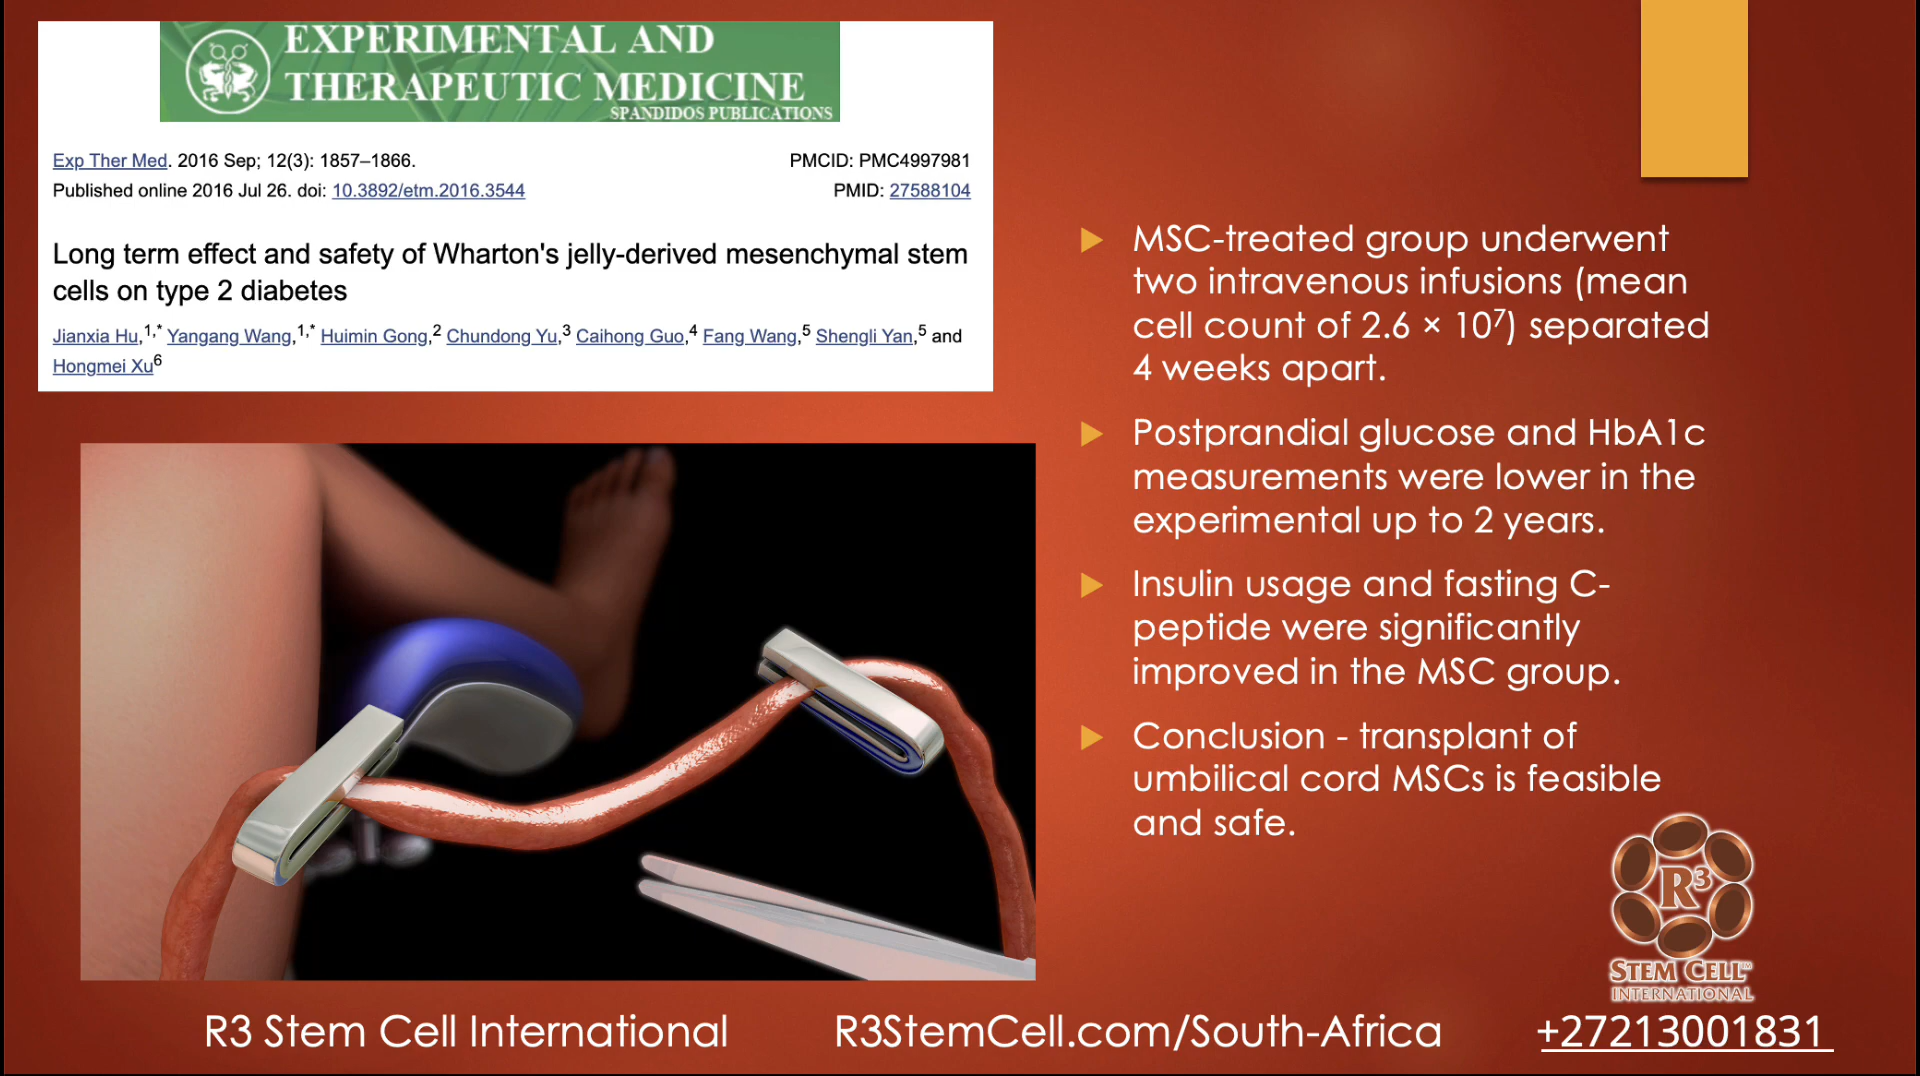 EXPERIMENTAL AND
THERAPEUTIC MEDICINE
SPANDIDOS PUBLICATIONS
Exp Ther Med. 2016 Sep; 12(3): 1857–1866.
PMCID: PMC4997981
Published online 2016 Jul 26. doi: 10.3892/etm.2016.3544
PMID: 27588104
Long term effect and safety of Wharton's jelly-derived mesenchymal stem
cells on type 2 diabetes
Jianxia Hu,1,* Yangang Wang,1,* Huimin Gong,2 Chundong Yu,3 Caihong Guo,4 Fang Wang,5 Shengli Yan,5 and
Hongmei Xu6
MSC-treated group underwent
two intravenous infusions (mean
cell count of 2.6 × 10⁷) separated
4 weeks apart.
Postprandial glucose and HbA1c
measurements were lower in the
experimental up to 2 years.
Insulin usage and fasting C-
peptide were significantly
improved in the MSC group.
Conclusion - transplant of
umbilical cord MSCs is feasible
and safe.
R³
STEM CELL™
INTERNATIONAL
R3 Stem Cell International
R3StemCell.com/South-Africa
+27213001831